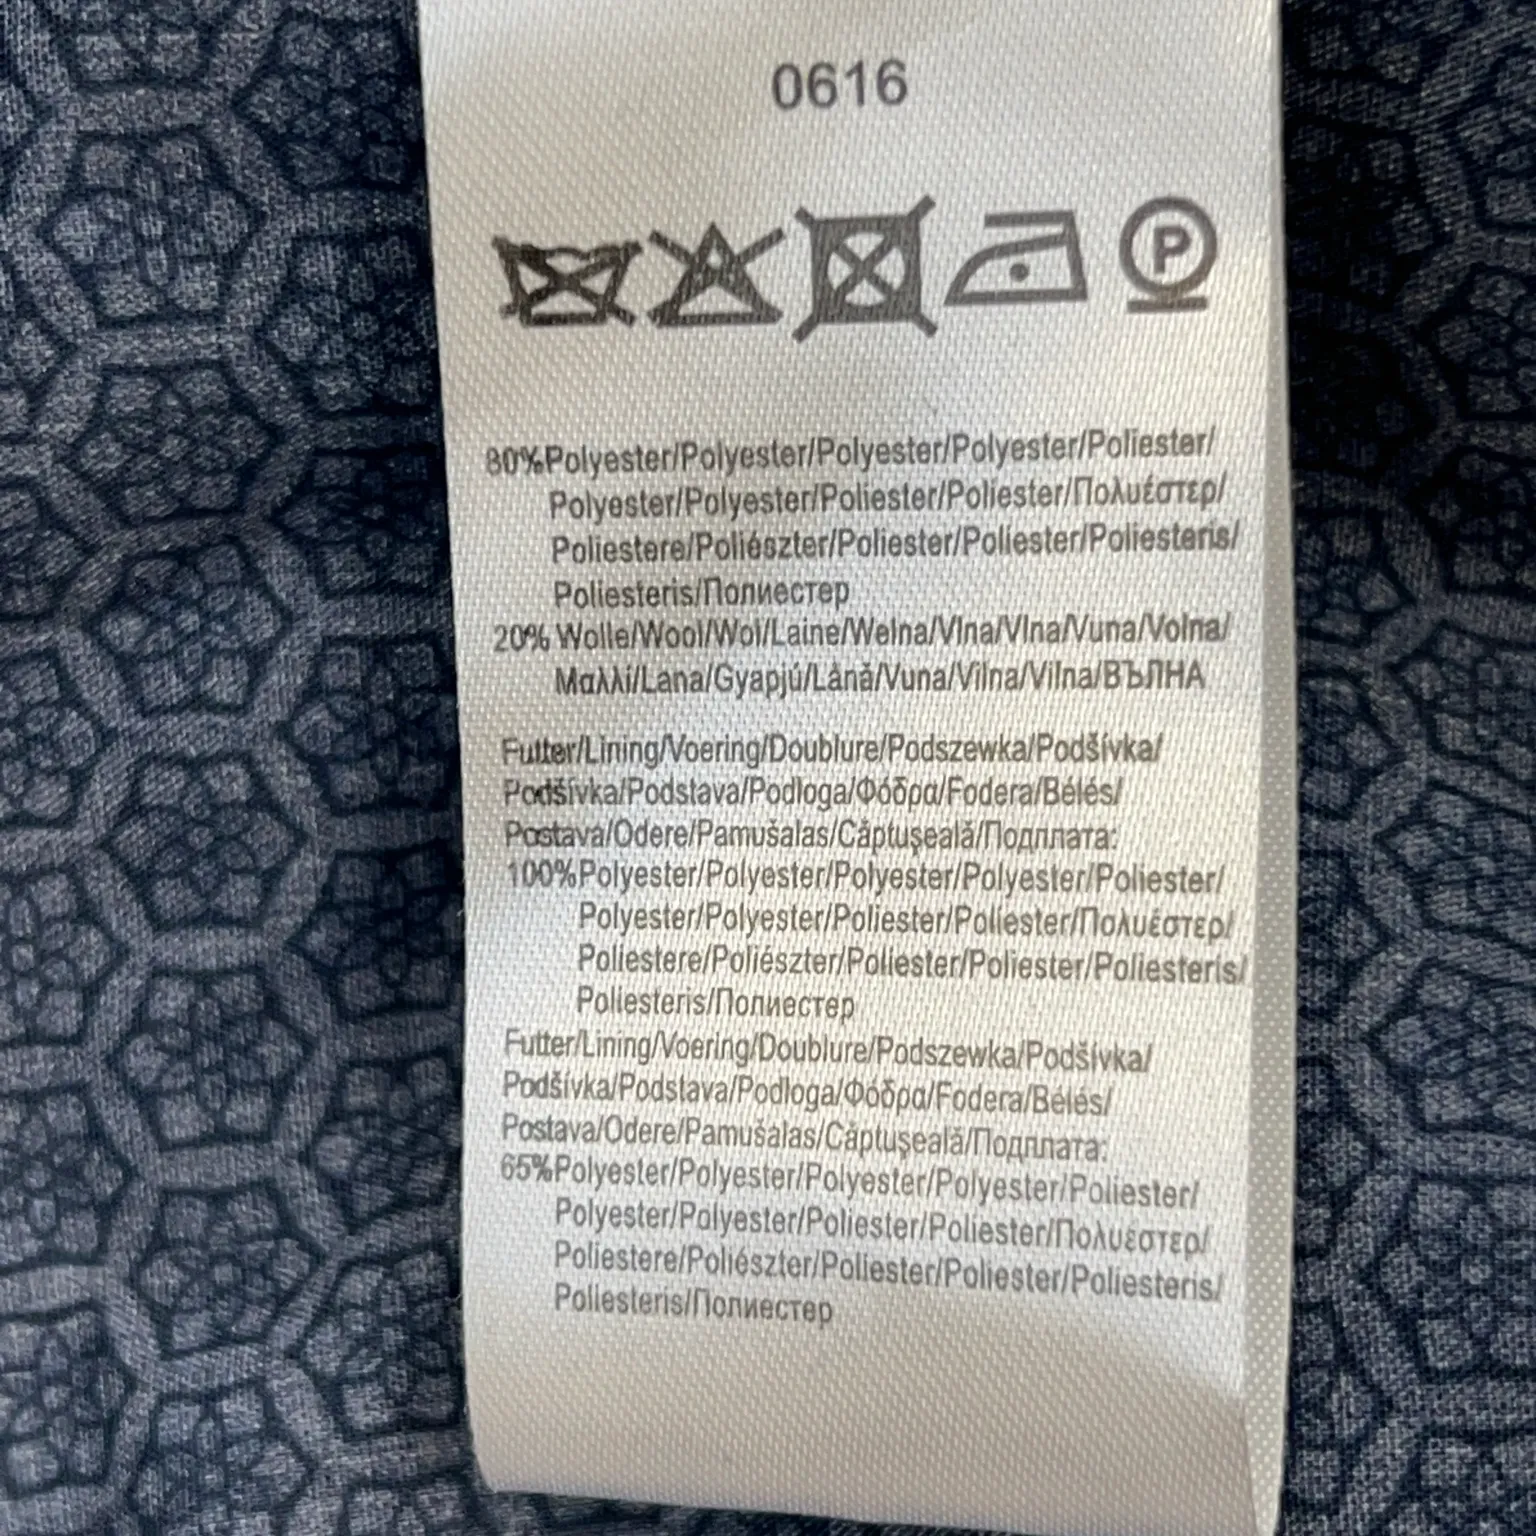 0616
P
80%Polyester/Polyester/Polyester/Polyester/Poliester/
Polyester/Polyester/Poliester/Poliester/Πολυέστερ/
Poliestere/Poliészter/Poliester/Poliester/Poliesteris/
Poliesteris/Полиестер
20% Wolle/Wool/Wol/Laine/Wełna/Vlna/Vlna/Vuna/Volna/
Μαλλί/Lana/Gyapjú/Lână/Vuna/Vilna/Vilna/ВЪЛНА
Futter/Lining/Voering/Doublure/Podszewka/Podšívka/
Podšívka/Podstava/Podloga/Φόδρα/Fodera/Bélés/
Postava/Odere/Pamušalas/Căptuşeală/Подплата:
100%Polyester/Polyester/Polyester/Polyester/Poliester/
Polyester/Polyester/Poliester/Poliester/Πολυέστερ/
Poliestere/Poliészter/Poliester/Poliester/Poliesteris/
Poliesteris/Полиестер
Futter/Lining/Voering/Doublure/Podszewka/Podšívka/
Podšívka/Podstava/Podloga/Φόδρα/Fodera/Bélés/
Postava/Odere/Pamušalas/Căptuşeală/Подплата:
65%Polyester/Polyester/Polyester/Polyester/Poliester/
Polyester/Polyester/Poliester/Poliester/Πολυέστερ/
Poliestere/Poliészter/Poliester/Poliester/Poliesteris/
Poliesteris/Полиестер